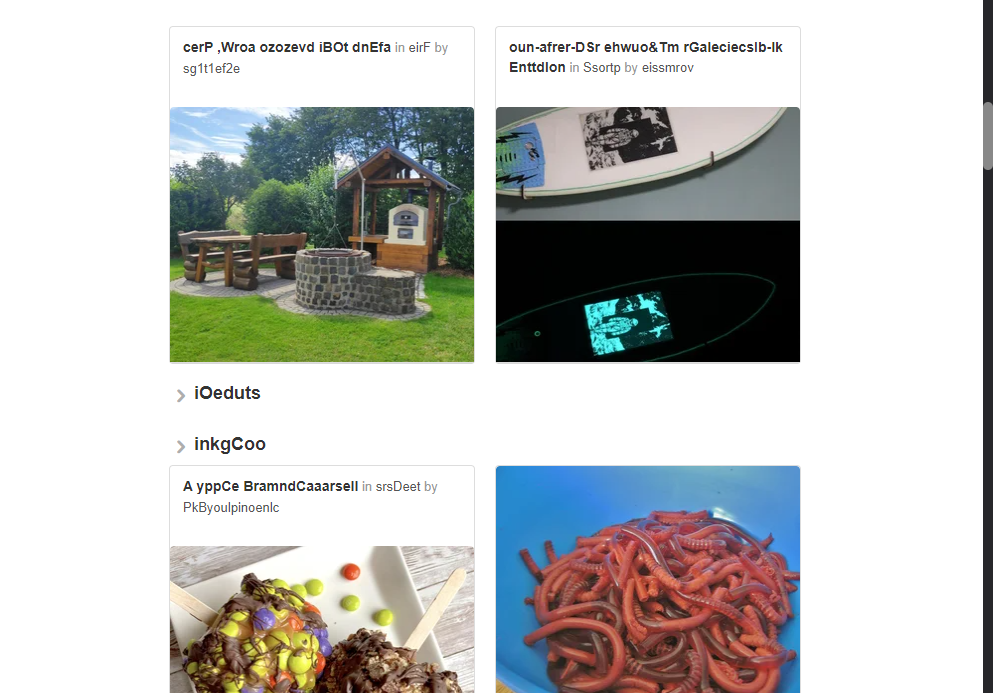 cerP ,Wroa ozozevd iBOt dnEfa in eirF by
sg1t1ef2e
oun-afrer-DSr ehwuo&Tm rGaleciecslb-lk
Enttdlon in Ssortp by eissmrov
iOeduts
inkgCoo
A yppCe BramndCaaarsell in srsDeet by
PkByoulpinoenlc